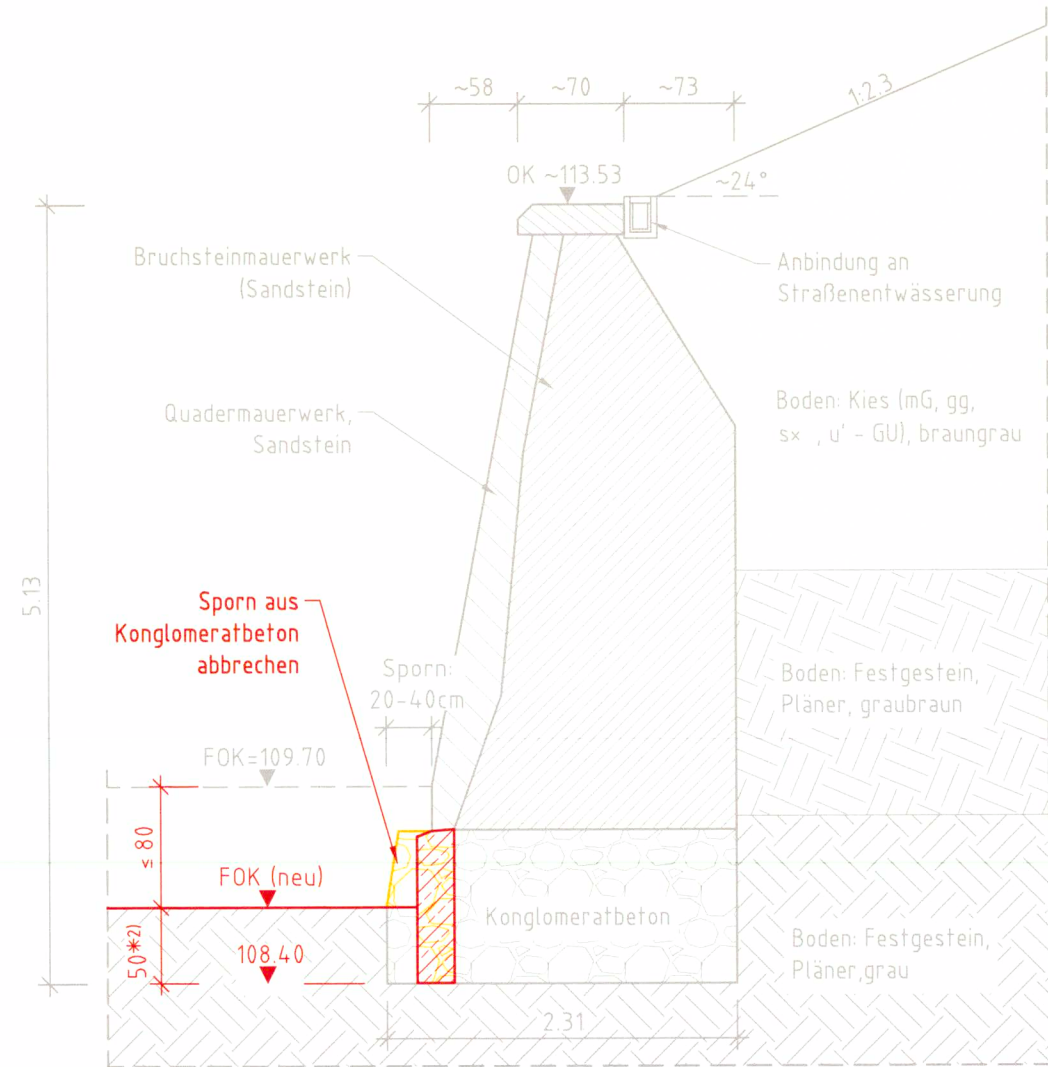 ~58
~70
~73
1:2.3
OK ~113.53
~24°
Bruchsteinmauerwerk
(Sandstein)
Anbindung an
Straßenentwässerung
Quadermauerwerk,
Sandstein
Boden: Kies (mG, gg,
sx , u' - GU), braungrau
5.13
Sporn aus
Konglomeratbeton
abbrechen
Sporn:
20-40cm
Boden: Festgestein,
Pläner, graubraun
FOK=109.70
≤ 80
FOK (neu)
50*2)
108.40
Konglomeratbeton
Boden: Festgestein,
Pläner,grau
2.31